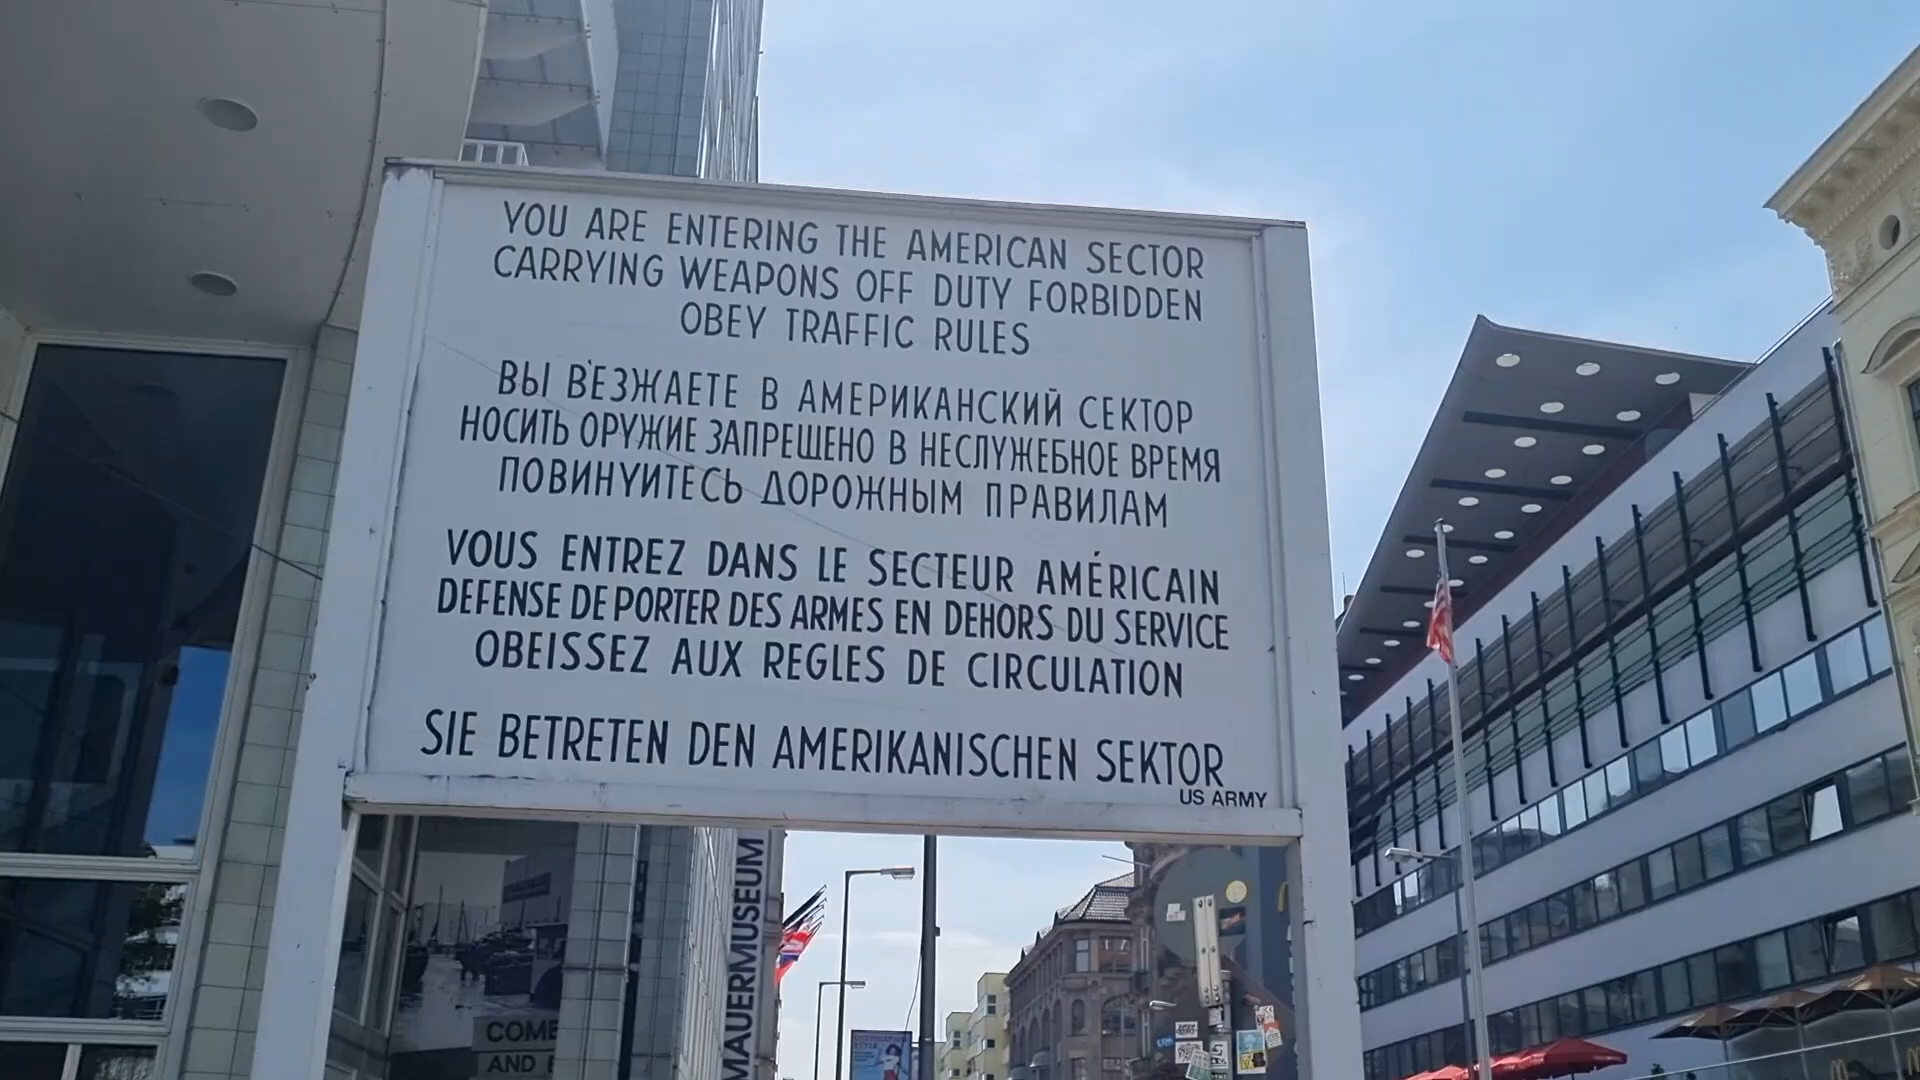 YOU ARE ENTERING THE AMERICAN SECTOR
CARRYING WEAPONS OFF DUTY FORBIDDEN
OBEY TRAFFIC RULES
ВЫ В'ЕЗЖАЕТЕ В АМЕРИКАНСКИЙ СЕКТОР
НОСИТЬ ОРУЖИЕ ЗАПРЕЩЕНО В НЕСЛУЖЕБНОЕ ВРЕМЯ
ПОВИНУИТЕСЬ ДОРОЖНЫМ ПРАВИЛАМ
VOUS ENTREZ DANS LE SECTEUR AMÉRICAIN
DEFENSE DE PORTER DES ARMES EN DEHORS DU SERVICE
OBEISSEZ AUX REGLES DE CIRCULATION
SIE BETRETEN DEN AMERIKANISCHEN SEKTOR
US ARMY
MAUERMUSEUM
COME
AND